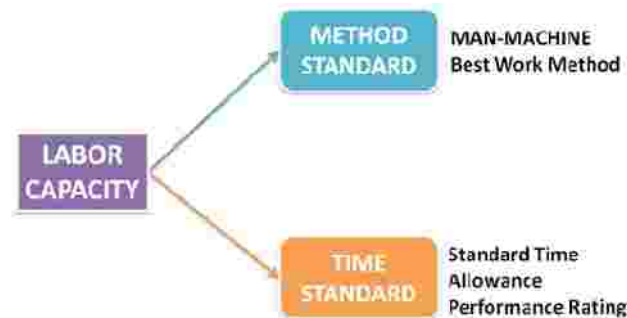 METHOD
STANDARD
MAN-MACHINE
Best Work Method
LABOR
CAPACITY
TIME
STANDARD
Standard Time
Allowance
Performance Rating